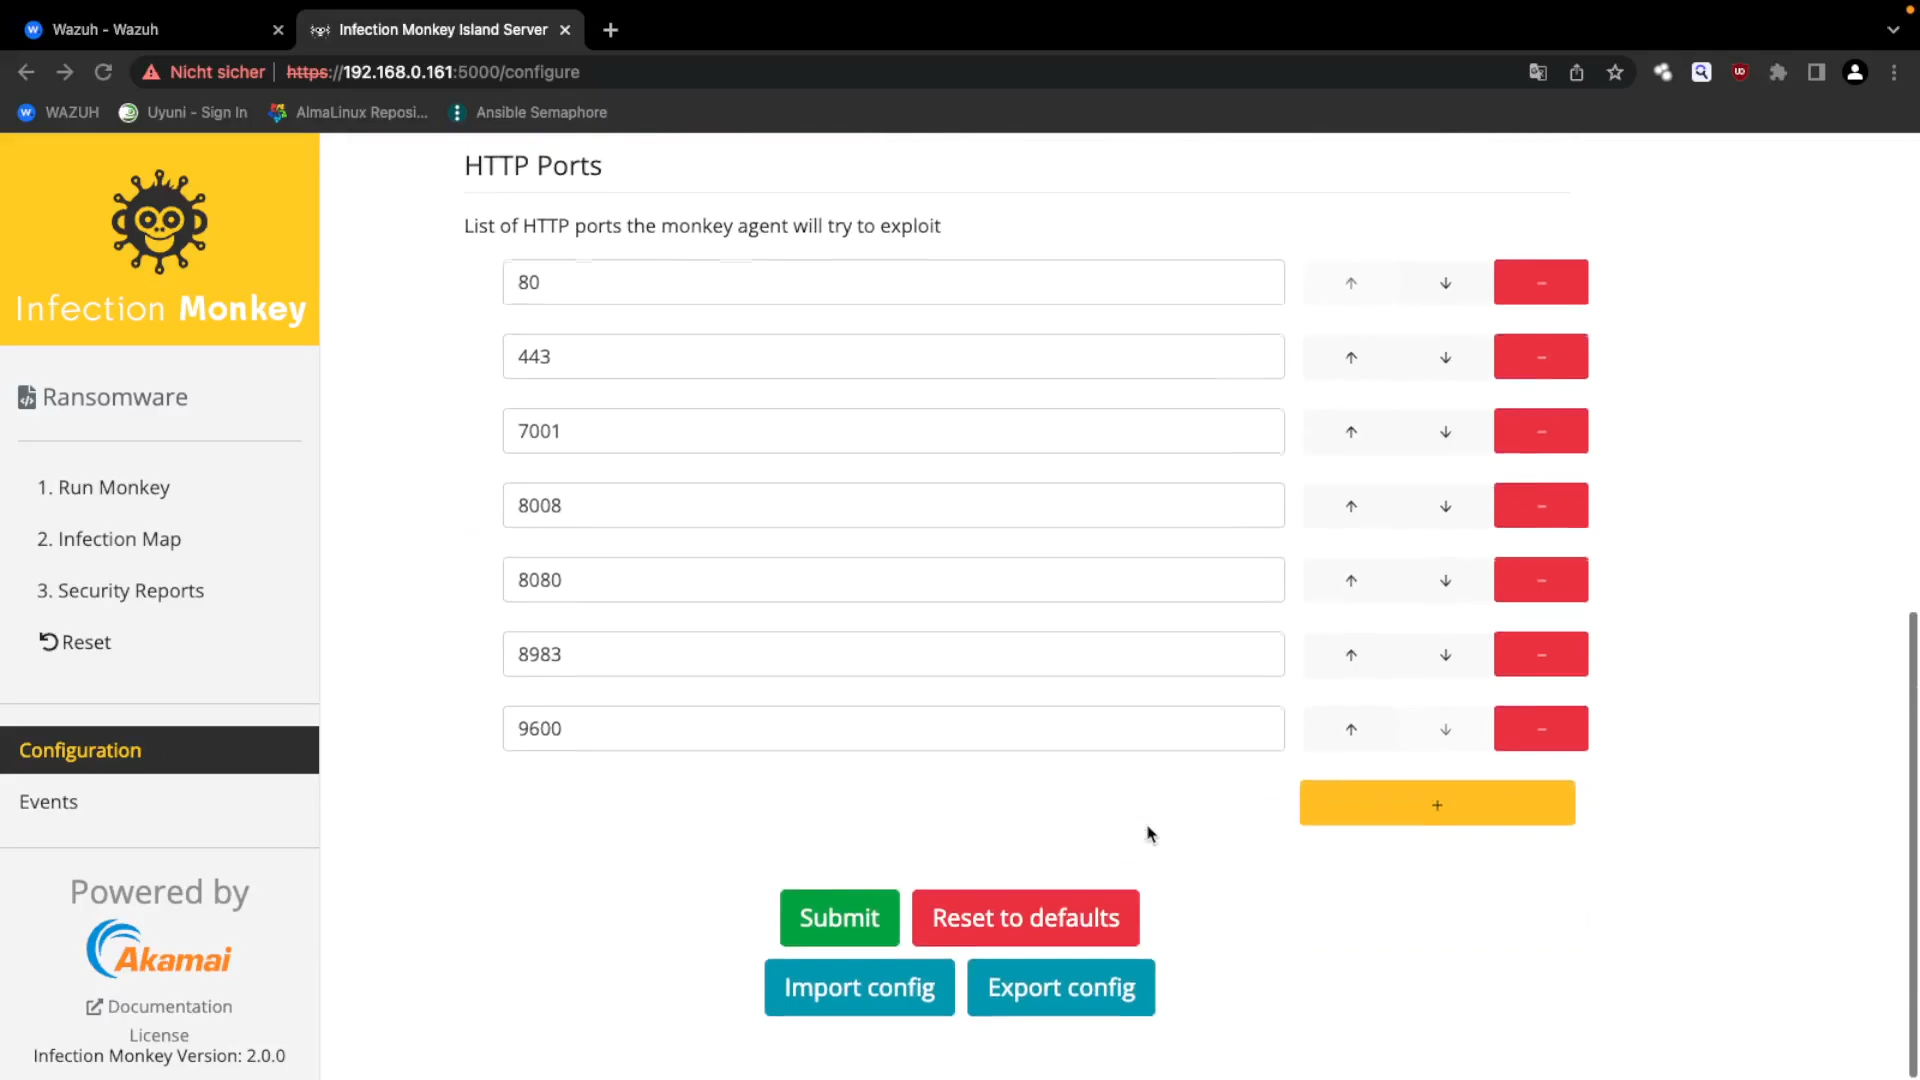 Wazuh - Wazuh
Infection Monkey Island Server
Nicht sicher
https://192.168.0.161:5000/configure
WAZUH
Uyuni - Sign In
AlmaLinux Reposi...
Ansible Semaphore
Infection Monkey
Ransomware
1. Run Monkey
2. Infection Map
3. Security Reports
Reset
Configuration
Events
Powered by
Akamai
Documentation
License
Infection Monkey Version: 2.0.0
HTTP Ports
List of HTTP ports the monkey agent will try to exploit
80
443
7001
8008
8080
8983
9600
+
Submit
Reset to defaults
Import config
Export config